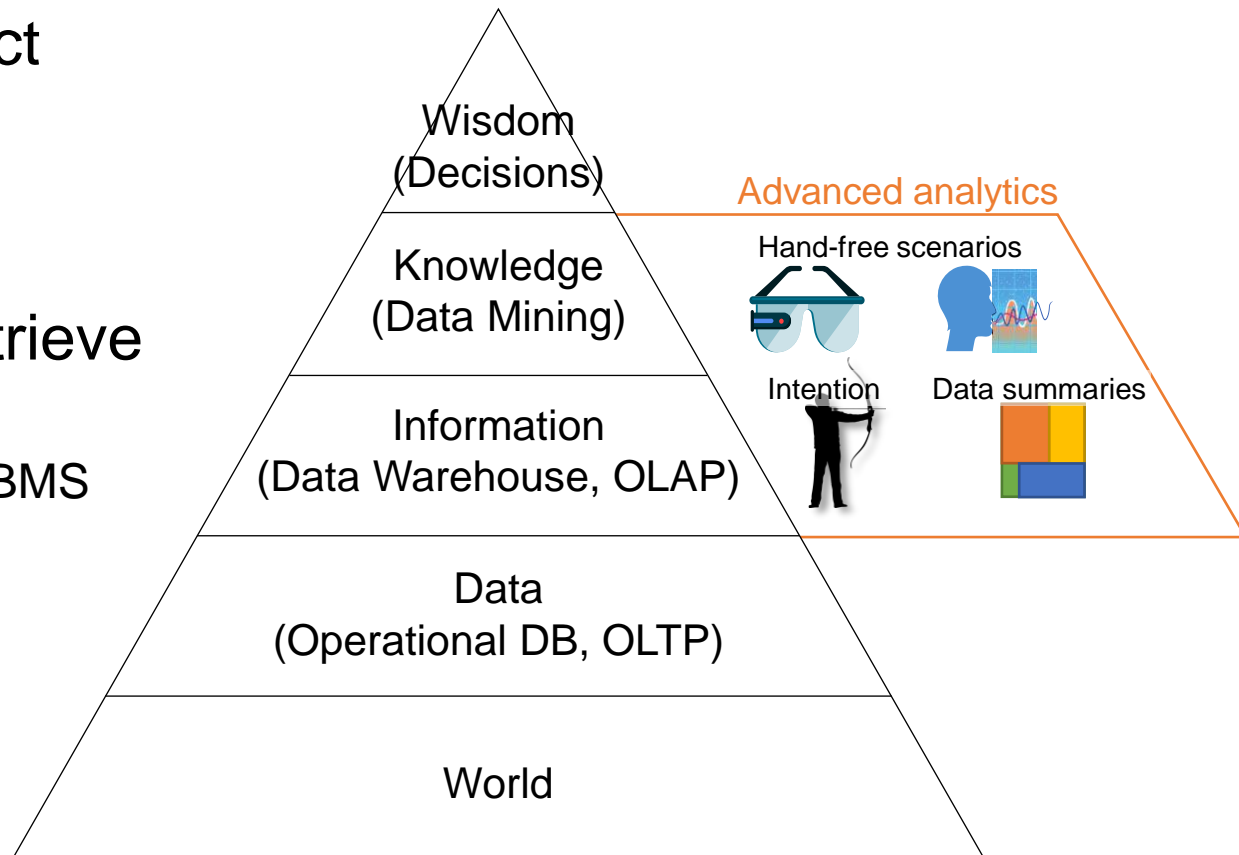 ct
trieve
BMS
Wisdom
(Decisions)
Knowledge
(Data Mining)
Information
(Data Warehouse, OLAP)
Data
(Operational DB, OLTP)
World
Advanced analytics
Hand-free scenarios
Intention
Data summaries